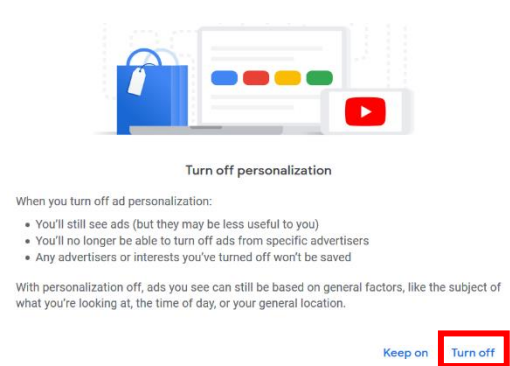 Turn off personalization
When you turn off ad personalization:
• You'll still see ads (but they may be less useful to you)
• You'll no longer be able to turn off ads from specific advertisers
• Any advertisers or interests you've turned off won't be saved
With personalization off, ads you see can still be based on general factors, like the subject of
what you're looking at, the time of day, or your general location.
Keep on Turn off